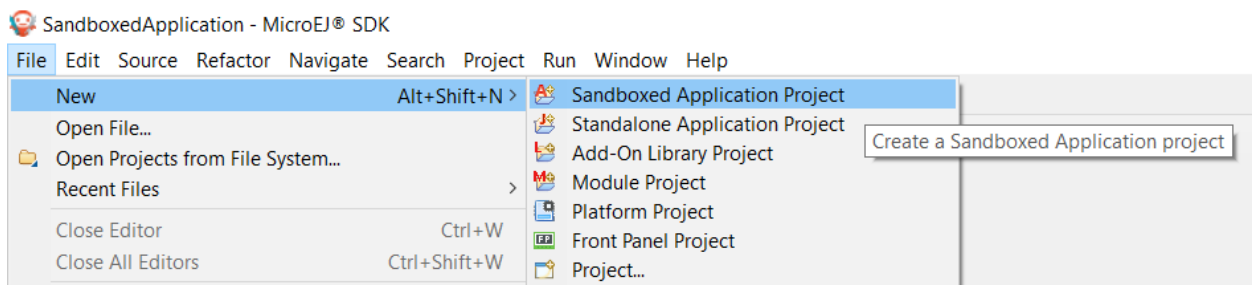 SandboxedApplication - MicroEJ® SDK
File Edit Source Refactor Navigate Search Project Run Window Help
New Alt+Shift+N >
Open File...
Open Projects from File System...
Recent Files >
Close Editor Ctrl+W
Close All Editors Ctrl+Shift+W
Sandboxed Application Project
Standalone Application Project
Add-On Library Project
Module Project
Platform Project
Front Panel Project
Project...
Create a Sandboxed Application project